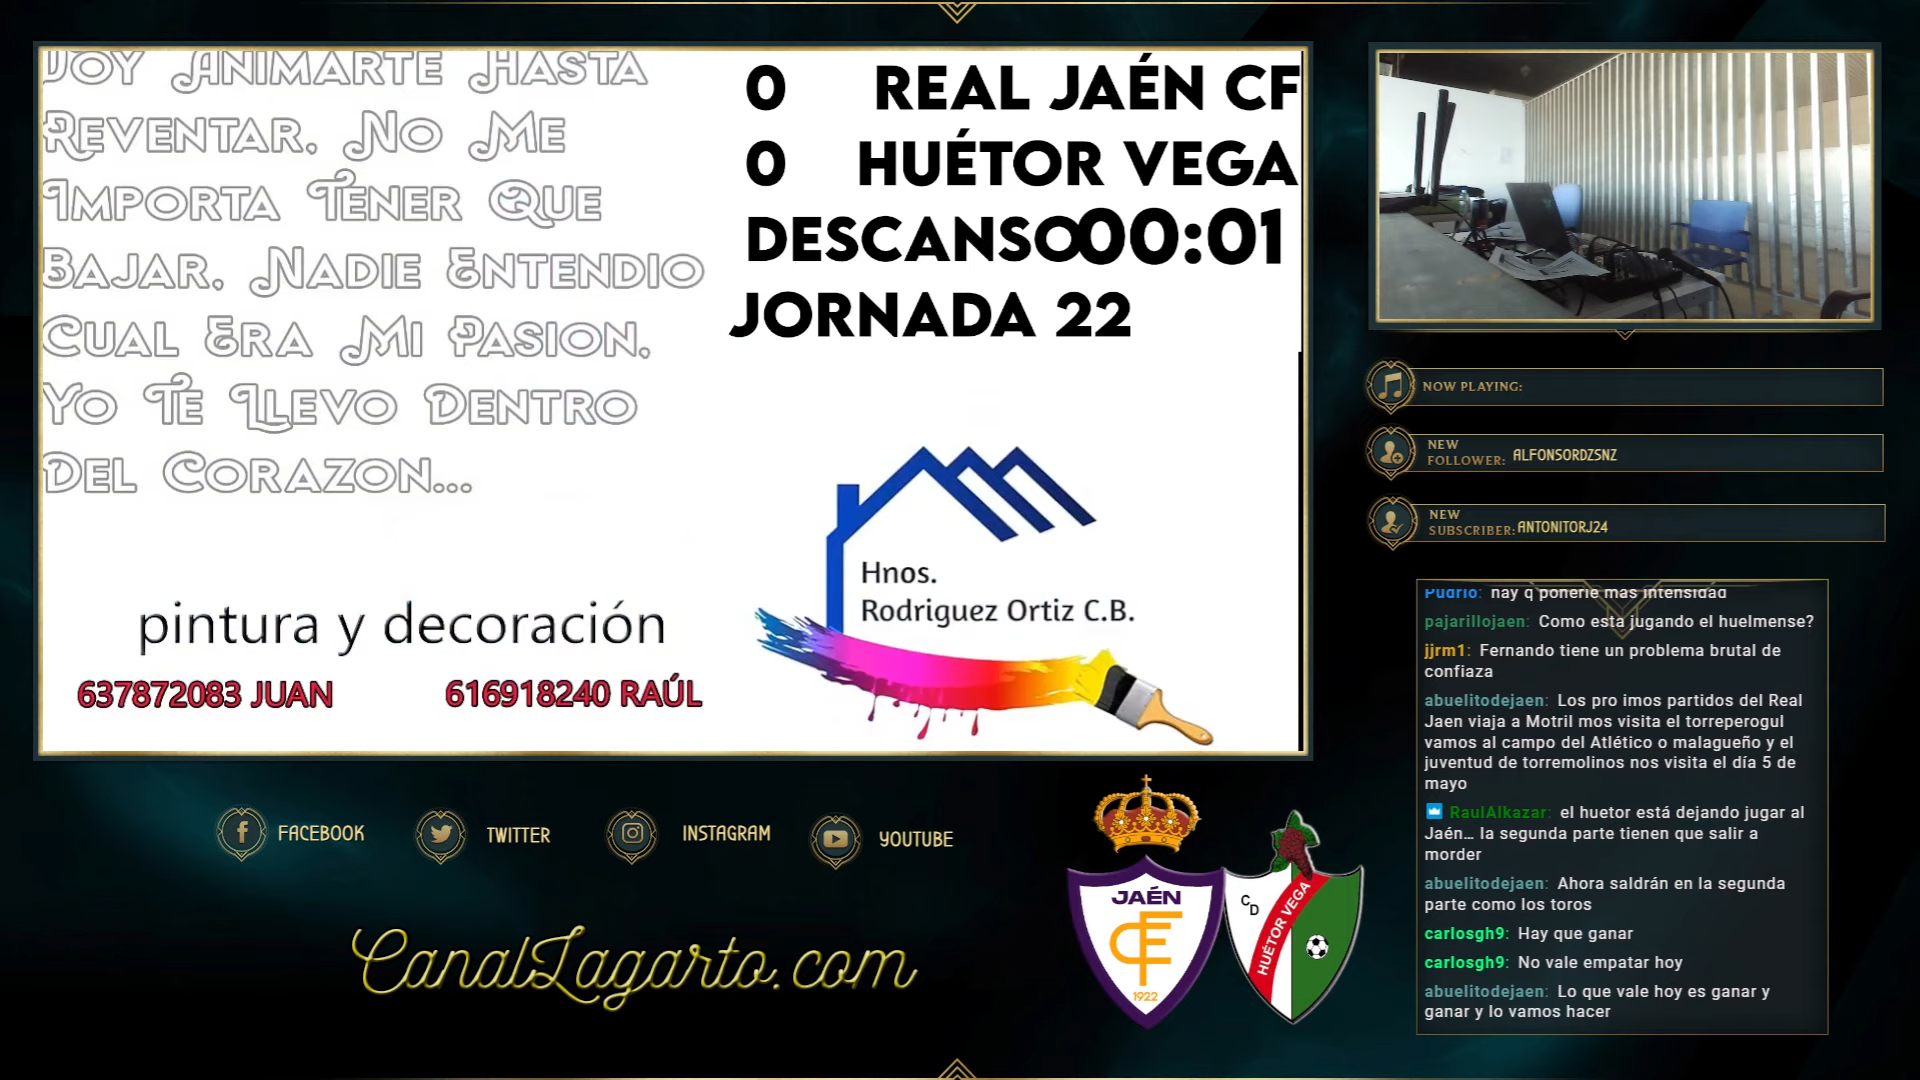 Voy Animarte Hasta
Reventar. No Me
Importa Tener Que
Bajar. Nadie Entendio
Cual Era Mi Pasion.
Yo Te Llevo Dentro
Del Corazon...
0 REAL JAÉN CF
0 HUÉTOR VEGA
DESCANSO 00:01
JORNADA 22
pintura y decoración
637872083 JUAN
616918240 RAÚL
Hnos.
Rodriguez Ortiz C.B.
NOW PLAYING:
NEW
FOLLOWER: ALFONSORDZSNZ
NEW
SUBSCRIBER: ANTONITORJ24
Pudrio: hay q ponerle mas intensidad
pajarillojaen: Como esta jugando el huelmense?
jjrm1: Fernando tiene un problema brutal de
confiaza
abuelitodejaen: Los pro imos partidos del Real
Jaen viaja a Motril mos visita el torreperogul
vamos al campo del Atlético o malagueño y el
juventud de torremolinos nos visita el día 5 de
mayo
RaulAlkazar: el huetor está dejando jugar al
Jaén... la segunda parte tienen que salir a
morder
abuelitodejaen: Ahora saldrán en la segunda
parte como los toros
carlosgh9: Hay que ganar
carlosgh9: No vale empatar hoy
abuelitodejaen: Lo que vale hoy es ganar y
ganar y lo vamos hacer
FACEBOOK
TWITTER
INSTAGRAM
YOUTUBE
CanalLagarto.com
JAÉN
CF
1922
CD
HUÉTOR VEGA